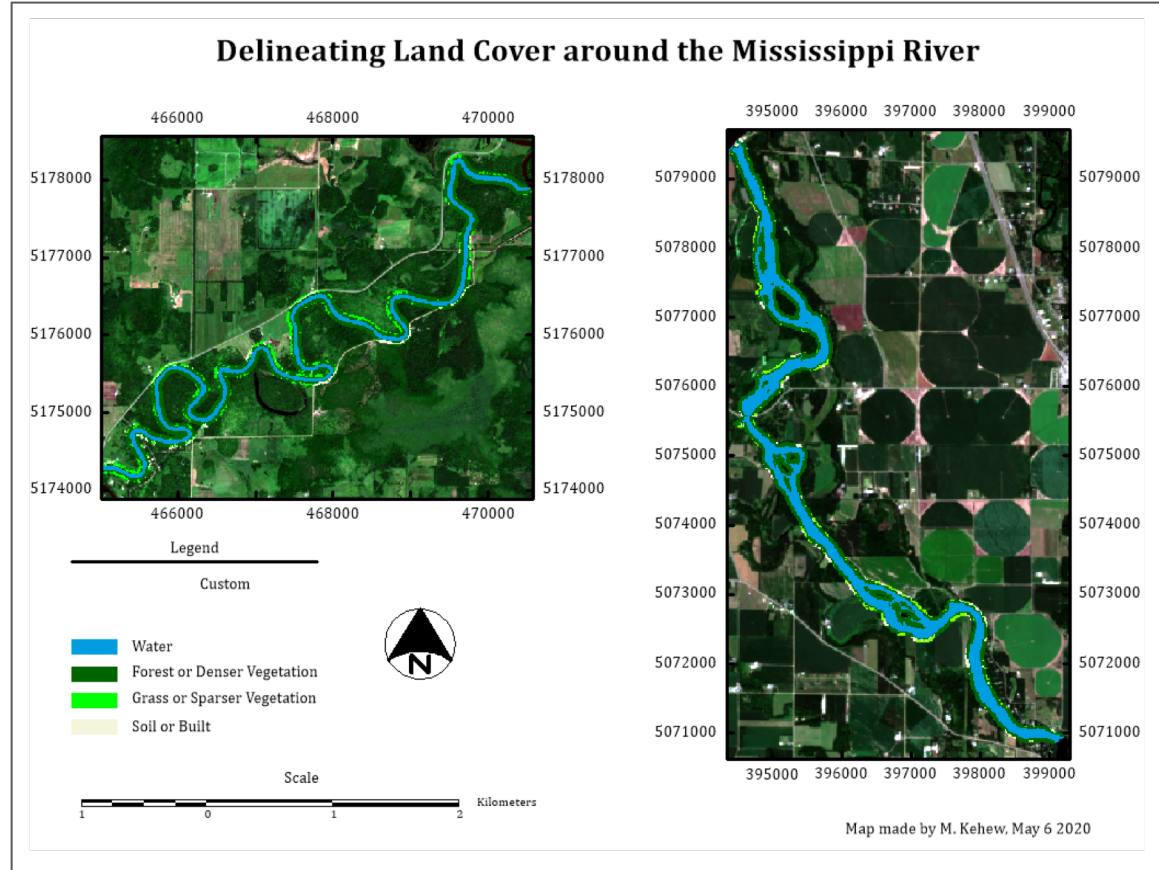 Delineating Land Cover around the Mississippi River
466000 468000 470000
5178000 5178000
5177000 5177000
5176000 5176000
5175000 5175000
5174000 5174000
466000 468000 470000
395000 396000 397000 398000 399000
5079000 5079000
5078000 5078000
5077000 5077000
5076000 5076000
5075000 5075000
5074000 5074000
5073000 5073000
5072000 5072000
5071000 5071000
395000 396000 397000 398000 399000
Legend
Custom
Water
Forest or Denser Vegetation
Grass or Sparser Vegetation
Soil or Built
N
Scale
Kilometers
1 0 1 2
Map made by M. Kehew, May 6 2020